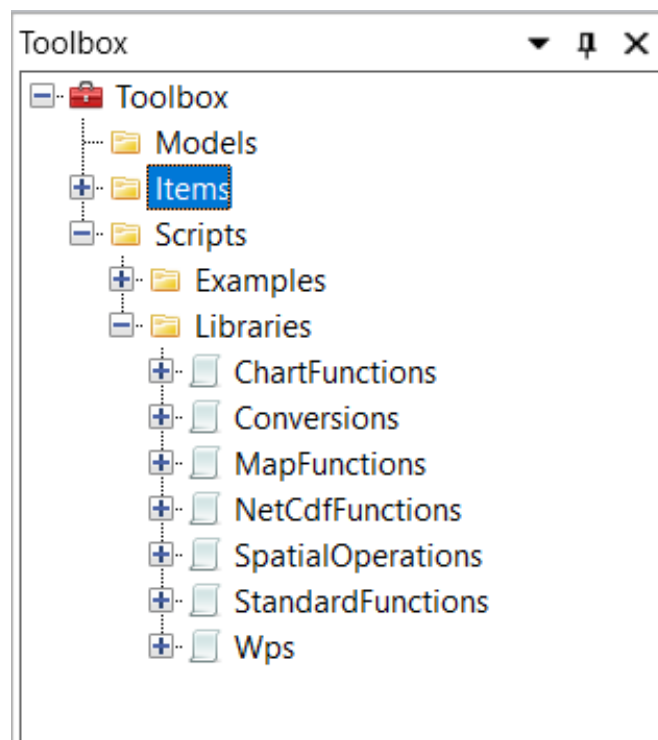 Toolbox
Toolbox
Models
Items
Scripts
Examples
Libraries
ChartFunctions
Conversions
MapFunctions
NetCdfFunctions
SpatialOperations
StandardFunctions
Wps